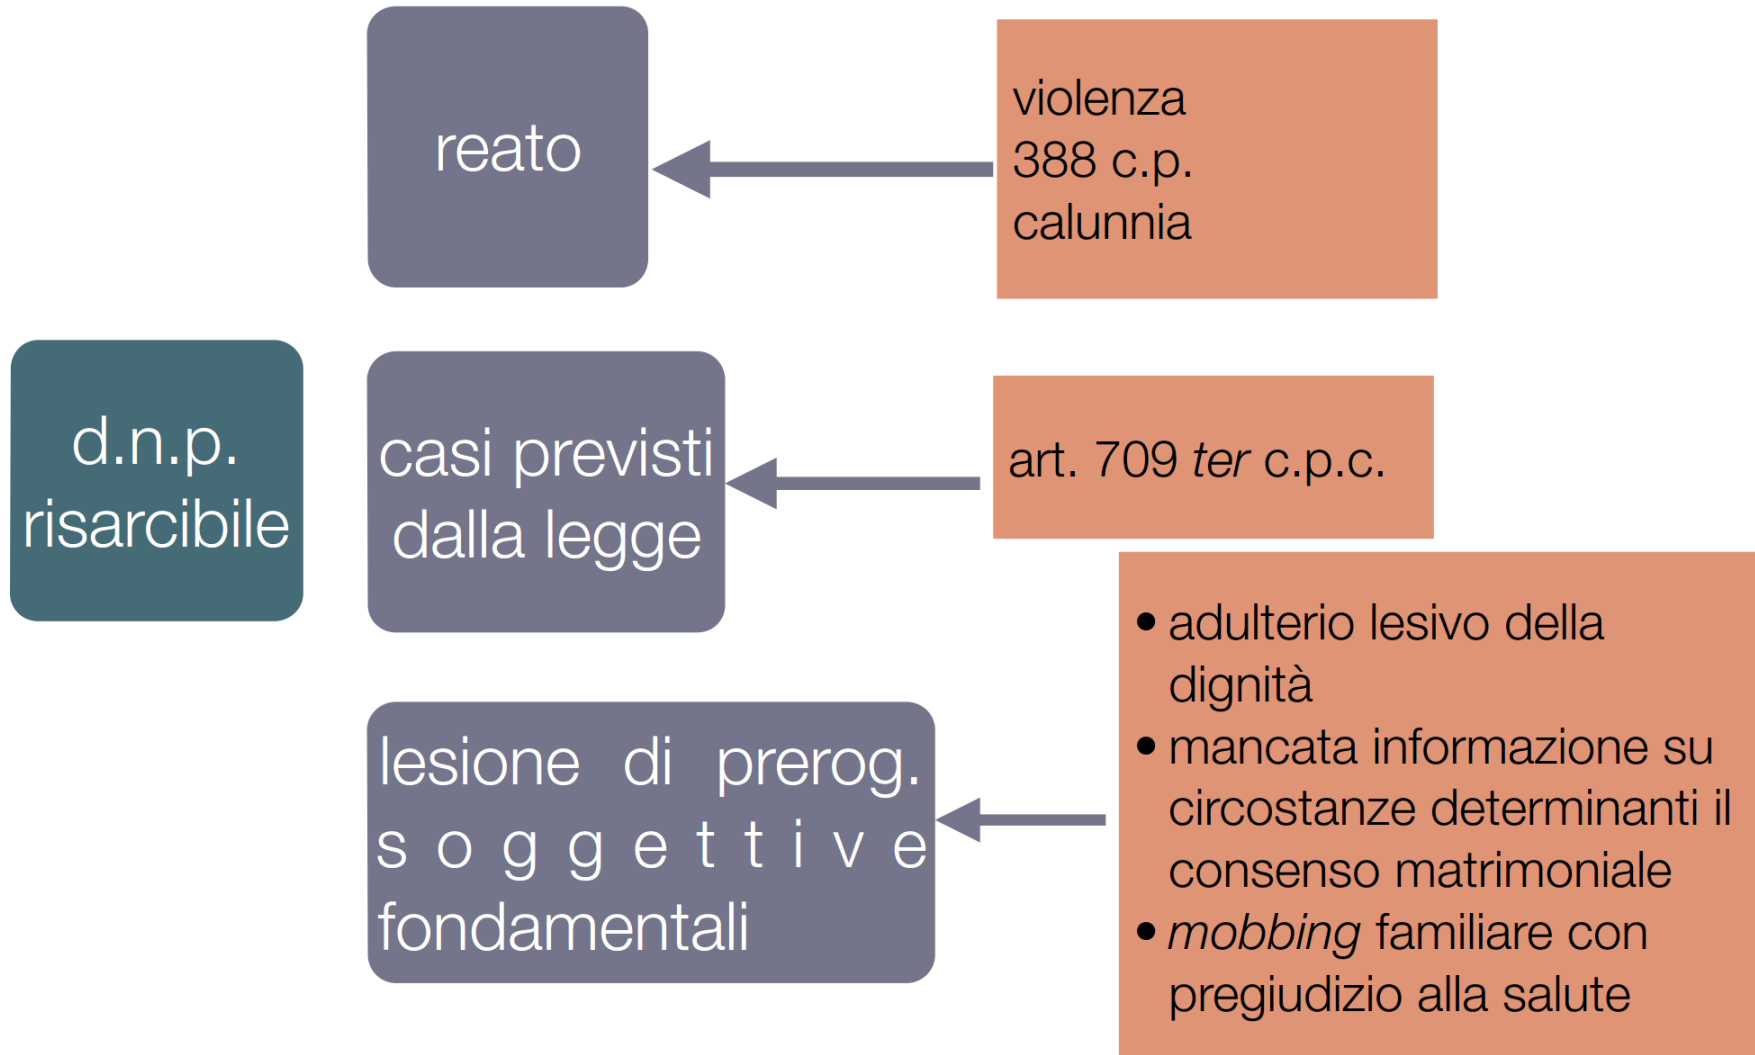 reato
violenza
388 c.p.
calunnia
d.n.p.
risarcibile
casi previsti
dalla legge
art. 709 ter c.p.c.
lesione di prerog.
soggettive
fondamentali
• adulterio lesivo della
dignità
• mancata informazione su
circostanze determinanti il
consenso matrimoniale
• mobbing familiare con
pregiudizio alla salute